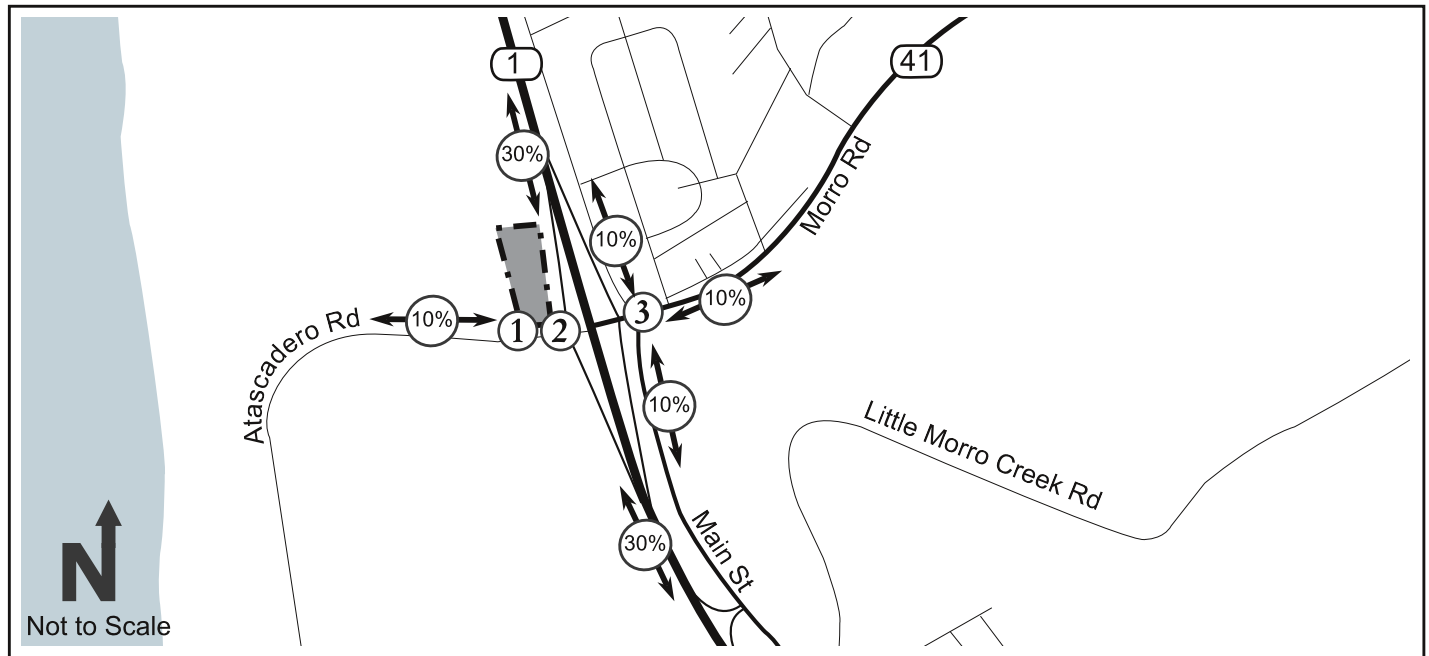 1
41
30%
Morro Rd
10%
10%
3
10%
1
2
Atascadero Rd
10%
Little Morro Creek Rd
Main St
30%
N
Not to Scale